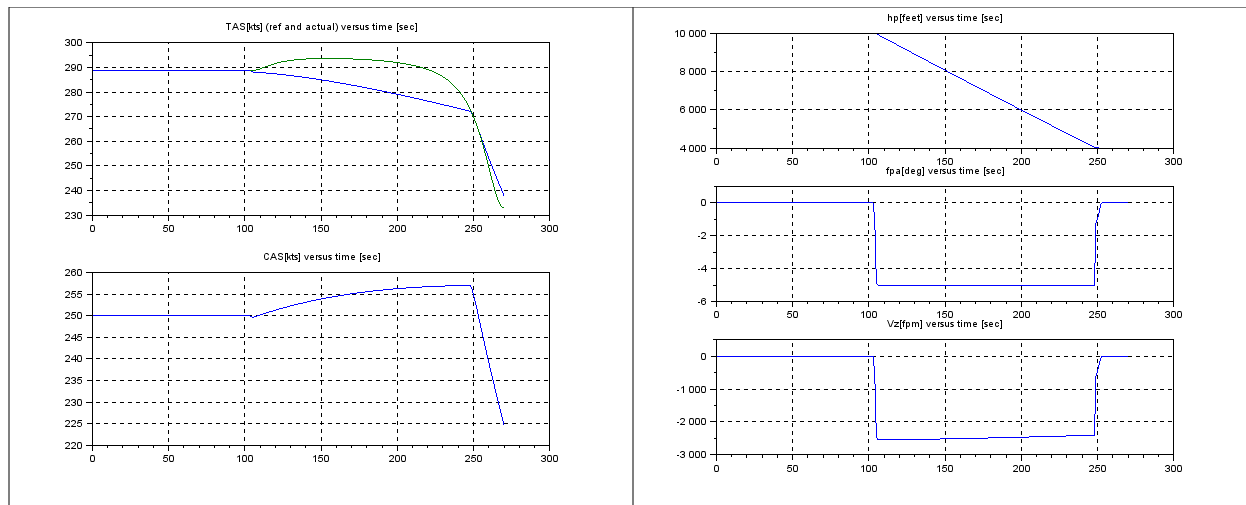 TAS[kts] (ref and actual) versus time [sec]
300
290
280
270
260
250
240
230
0 50 100 150 200 250 300
CAS[kts] versus time [sec]
260
255
250
245
240
235
230
225
220
0 50 100 150 200 250 300
hp[feet] versus time [sec]
10 000
8 000
6 000
4 000
0 50 100 150 200 250 300
fpa[deg] versus time [sec]
0
-2
-4
-6
0 50 100 150 200 250 300
Vz[fpm] versus time [sec]
0
-1 000
-2 000
-3 000
0 50 100 150 200 250 300